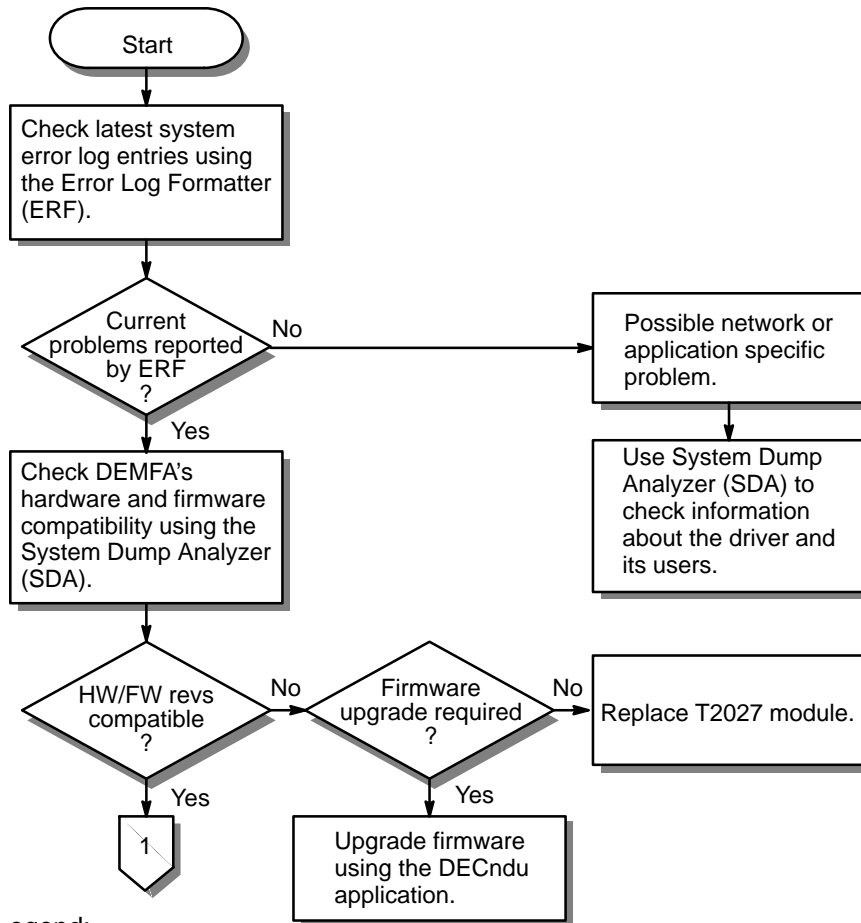 Start
Check latest system
error log entries using
the Error Log Formatter
(ERF).
Current
problems reported
by ERF
?
No
Possible network or
application specific
problem.
Yes
Check DEMFA's
hardware and firmware
compatibility using the
System Dump Analyzer
(SDA).
Use System Dump
Analyzer (SDA) to
check information
about the driver and
its users.
HW/FW revs
compatible
?
No
Firmware
upgrade required
?
No
Replace T2027 module.
Yes
1
Yes
Upgrade firmware
using the DECndu
application.